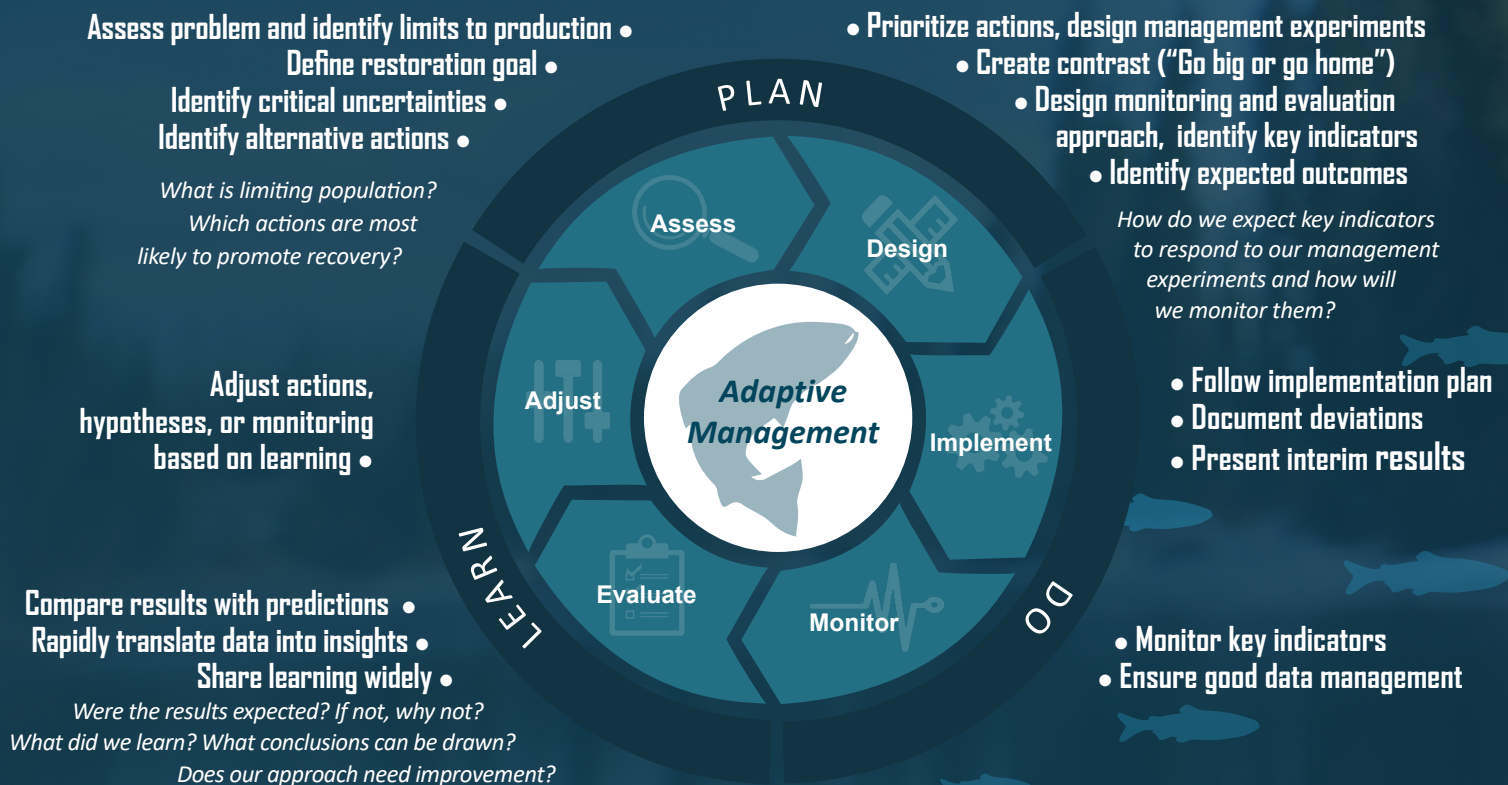 Assess problem and identify limits to production ●
Define restoration goal ●
Identify critical uncertainties ●
Identify alternative actions ●
What is limiting population?
Which actions are most
likely to promote recovery?
● Prioritize actions, design management experiments
● Create contrast (“Go big or go home”)
● Design monitoring and evaluation
approach, identify key indicators
● Identify expected outcomes
How do we expect key indicators
to respond to our management
experiments and how will
we monitor them?
PLAN
Assess
Design
Adjust
Adaptive
Management
Implement
Evaluate
Monitor
LEARN
DO
Adjust actions,
hypotheses, or monitoring
based on learning ●
● Follow implementation plan
● Document deviations
● Present interim results
Compare results with predictions ●
Rapidly translate data into insights ●
Share learning widely ●
Were the results expected? If not, why not?
What did we learn? What conclusions can be drawn?
Does our approach need improvement?
● Monitor key indicators
● Ensure good data management